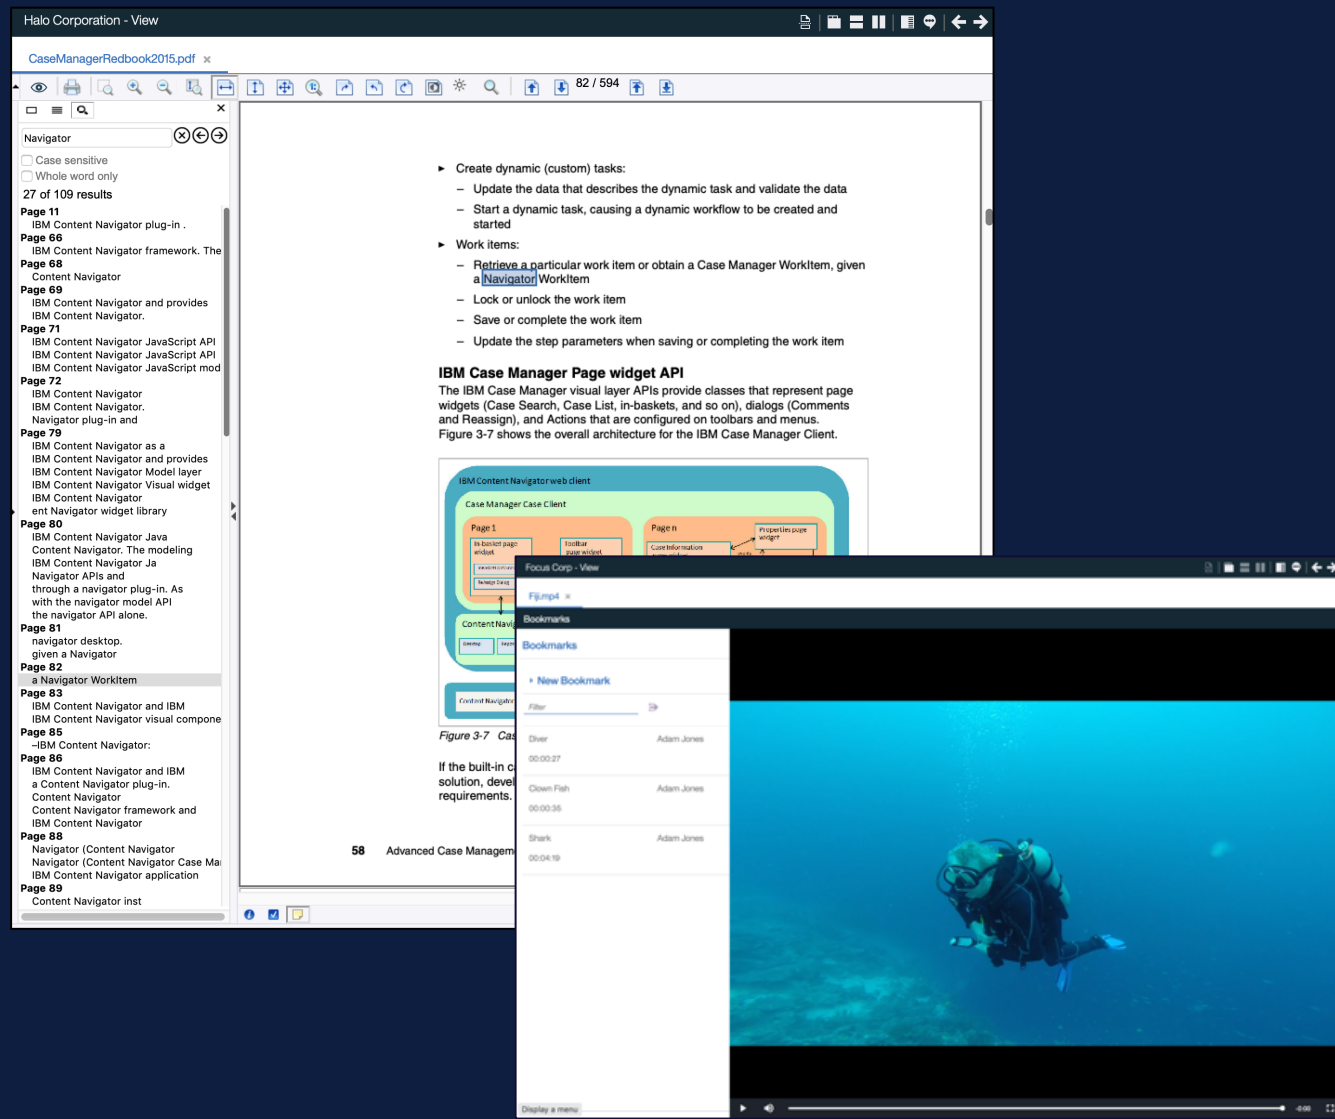 Halo Corporation - View
CaseManagerRedbook2015.pdf ×
82 / 594
Navigator
Case sensitive
Whole word only
27 of 109 results
Page 11
IBM Content Navigator plug-in .
Page 66
IBM Content Navigator framework. The
Page 68
Content Navigator
Page 69
IBM Content Navigator and provides
IBM Content Navigator.
Page 71
IBM Content Navigator JavaScript API
IBM Content Navigator JavaScript API
IBM Content Navigator JavaScript mod
Page 72
IBM Content Navigator
IBM Content Navigator.
Navigator plug-in and
Page 79
IBM Content Navigator as a
IBM Content Navigator and provides
IBM Content Navigator Model layer
IBM Content Navigator Visual widget
IBM Content Navigator
ent Navigator widget library
Page 80
IBM Content Navigator Java
Content Navigator. The modeling
IBM Content Navigator Ja
Navigator APIs and
through a navigator plug-in. As
with the navigator model API
the navigator API alone.
Page 81
navigator desktop.
given a Navigator
Page 82
a Navigator WorkItem
Page 83
IBM Content Navigator and IBM
IBM Content Navigator visual compone
Page 85
–IBM Content Navigator:
Page 86
IBM Content Navigator and IBM
a Content Navigator plug-in.
Content Navigator
Content Navigator framework and
IBM Content Navigator
Page 88
Navigator (Content Navigator
Navigator (Content Navigator Case Ma
IBM Content Navigator application
Page 89
Content Navigator inst
► Create dynamic (custom) tasks:
– Update the data that describes the dynamic task and validate the data
– Start a dynamic task, causing a dynamic workflow to be created and
started
► Work items:
– Retrieve a particular work item or obtain a Case Manager WorkItem, given
a Navigator WorkItem
– Lock or unlock the work item
– Save or complete the work item
– Update the step parameters when saving or completing the work item
IBM Case Manager Page widget API
The IBM Case Manager visual layer APIs provide classes that represent page
widgets (Case Search, Case List, in-baskets, and so on), dialogs (Comments
and Reassign), and Actions that are configured on toolbars and menus.
Figure 3-7 shows the overall architecture for the IBM Case Manager Client.
IBM Content Navigator web client
Case Manager Case Client
Page 1
In-basket page
widget
Toolbar
page widget
Page n
Case Information
Properties page
widget
Content Navi
Desktop
Content Navigator
Figure 3-7 Cas
If the built-in c
solution, devel
requirements.
58 Advanced Case Manageme
Focus Corp - View
Fiji.mp4 ×
Bookmarks
Bookmarks
New Bookmark
Filter
Diver Adam Jones
00:00:27
Clown Fish Adam Jones
00:00:35
Shark Adam Jones
00:04:19
Display a menu
-0:00